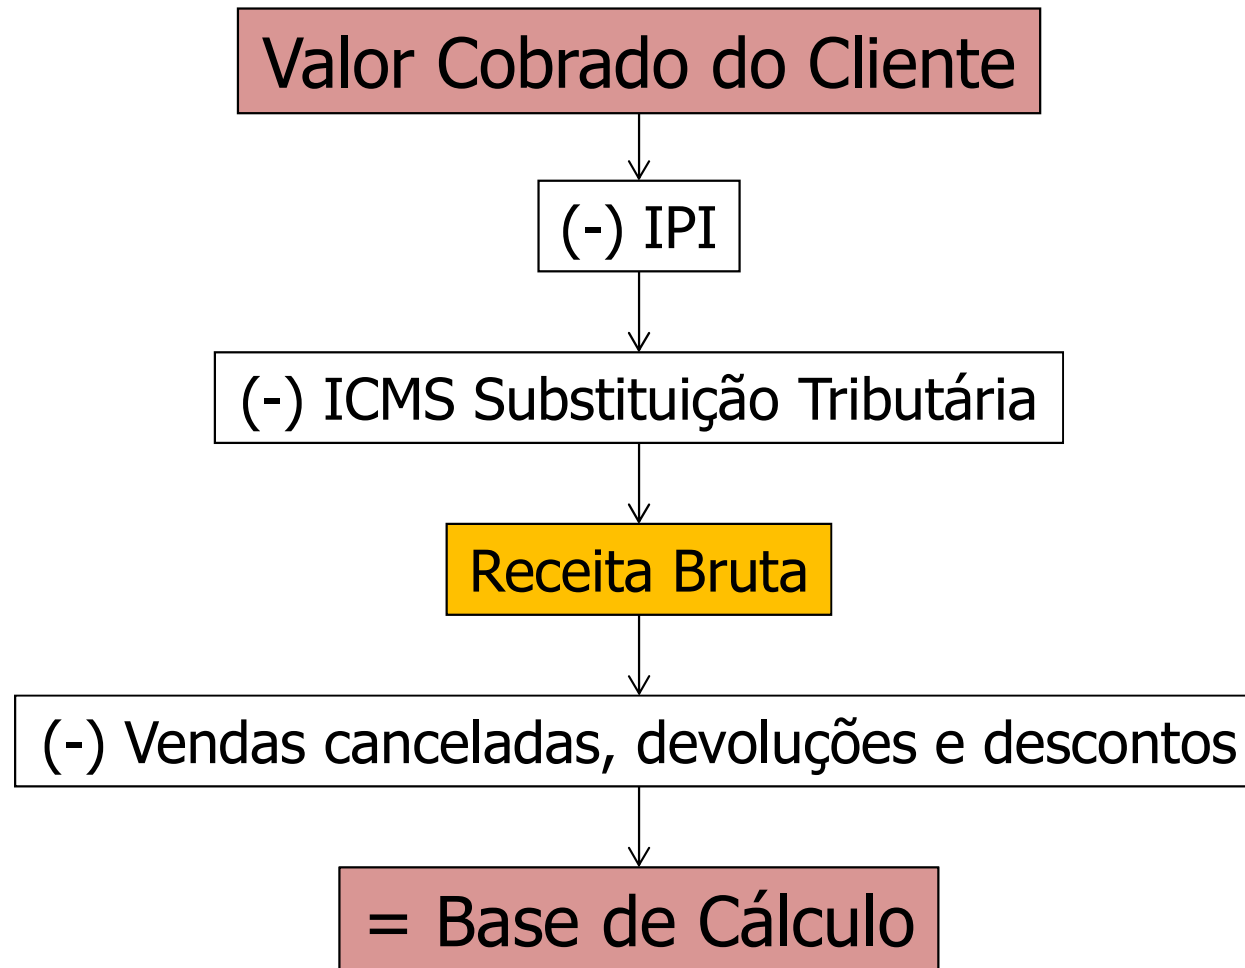 Valor Cobrado do Cliente
(-) IPI
(-) ICMS Substituição Tributária
Receita Bruta
(-) Vendas canceladas, devoluções e descontos
= Base de Cálculo